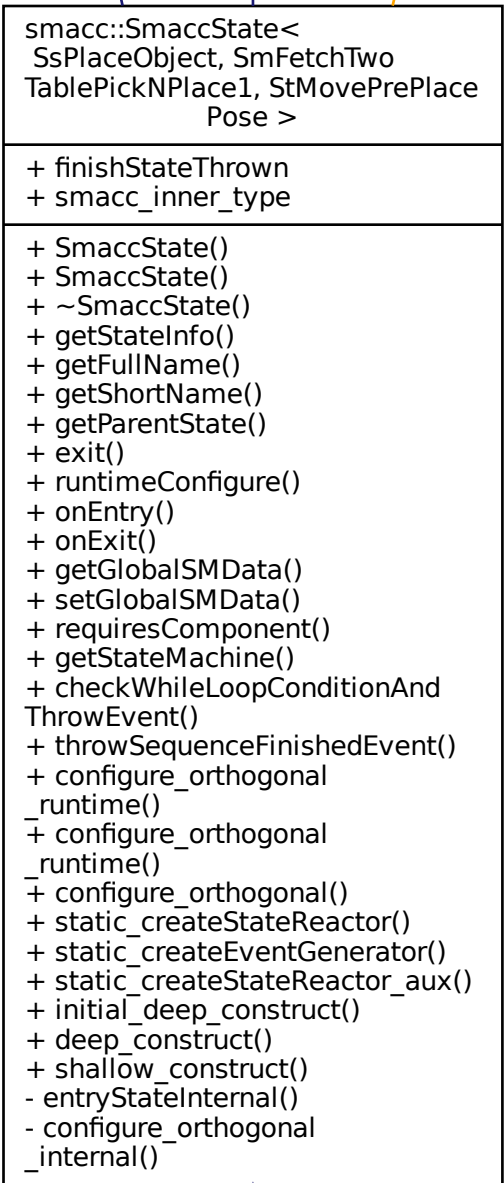 smacc::SmaccState<
SsPlaceObject, SmFetchTwo
TablePickNPlace1, StMovePrePlace
Pose >
+ finishStateThrown
+ smacc_inner_type
+ SmaccState()
+ SmaccState()
+ ~SmaccState()
+ getStateInfo()
+ getFullName()
+ getShortName()
+ getParentState()
+ exit()
+ runtimeConfigure()
+ onEntry()
+ onExit()
+ getGlobalSMData()
+ setGlobalSMData()
+ requiresComponent()
+ getStateMachine()
+ checkWhileLoopConditionAnd
ThrowEvent()
+ throwSequenceFinishedEvent()
+ configure_orthogonal
_runtime()
+ configure_orthogonal
_runtime()
+ configure_orthogonal()
+ static_createStateReactor()
+ static_createEventGenerator()
+ static_createStateReactor_aux()
+ initial_deep_construct()
+ deep_construct()
+ shallow_construct()
- entryStateInternal()
- configure_orthogonal
_internal()